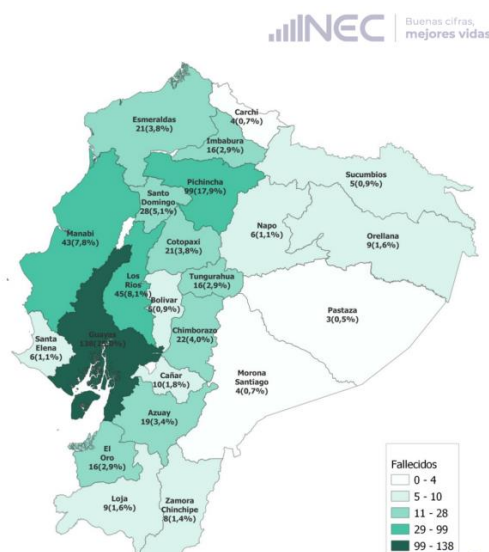 INEC
Buenas cifras,
mejores vidas
Carchi
4(0,7%)
Esmeraldas
21(3,8%)
Imbabura
16(2,9%)
Pichincha
99(17,9%)
Sucumbios
5(0,9%)
Santo
Domingo
28(5,1%)
Napo
6(1,1%)
Orellana
9(1,6%)
Manabí
43(7,8%)
Cotopaxi
21(3,8%)
Los
Ríos
45(8,1%)
Tungurahua
16(2,9%)
Bolívar
5(0,9%)
Pastaza
3(0,5%)
Santa
Elena
6(1,1%)
Guayas
Chimborazo
22(4,0%)
Cañar
10(1,8%)
Morona
Santiago
4(0,7%)
Azuay
19(3,4%)
El
Oro
16(2,9%)
Loja
9(1,6%)
Zamora
Chinchipe
8(1,4%)
Fallecidos
0 - 4
5 - 10
11 - 28
29 - 99
99 - 138